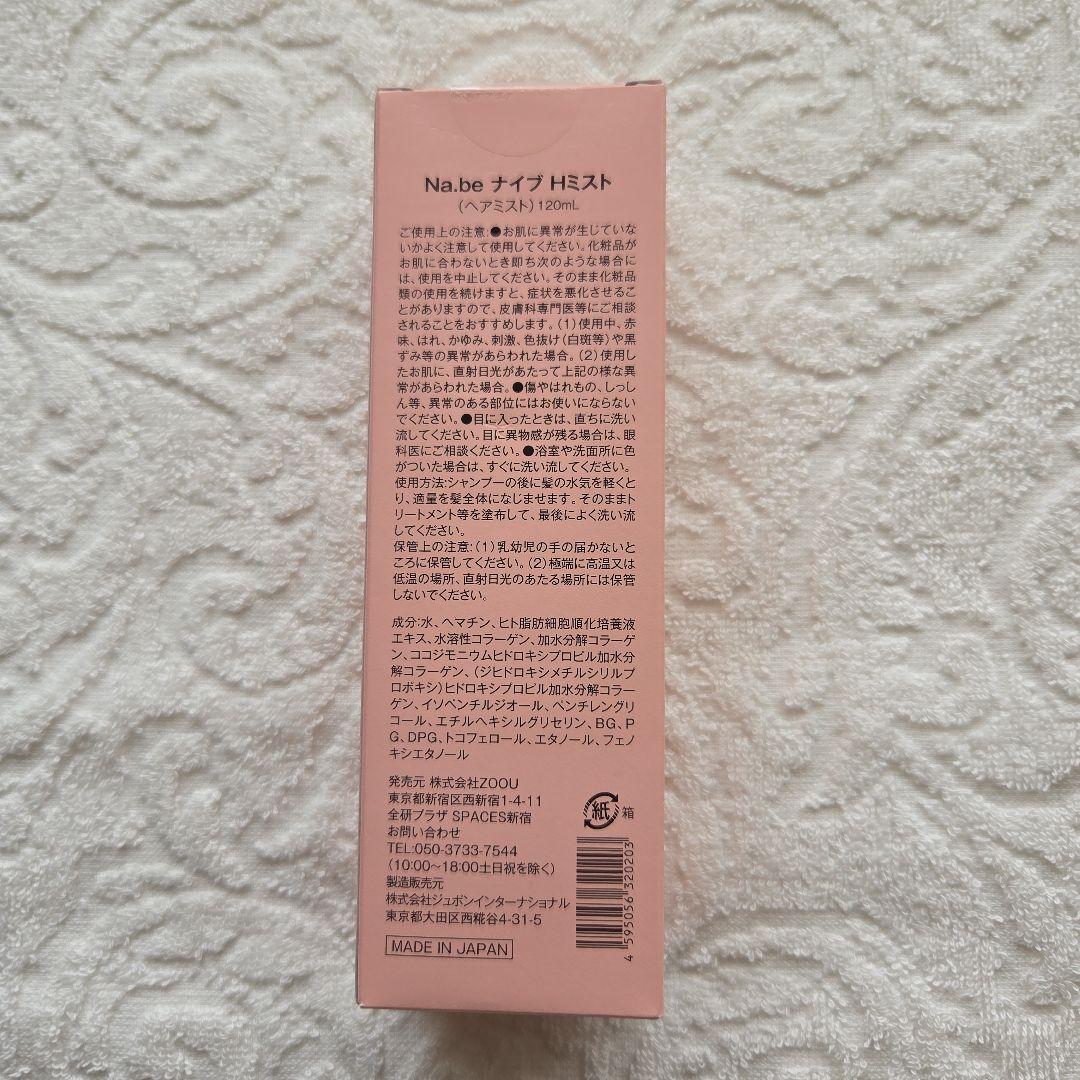 Na.be ナイブ Hミスト
(ヘアミスト) 120mL
ご使用上の注意:●お肌に異常が生じていな
いかよく注意して使用してください。化粧品が
お肌に合わないとき即ち次のような場合に
は、使用を中止してください。そのまま化粧品
類の使用を続けますと、症状を悪化させるこ
とがありますので、皮膚科専門医等にご相談
されることをおすすめします。(1)使用中、赤
味、はれ、かゆみ、刺激、色抜け(白斑等)や黒
ずみ等の異常があらわれた場合。(2)使用し
たお肌に、直射日光があたって上記の様な異
常があらわれた場合。●傷やはれもの、しっし
ん等、異常のある部位にはお使いにならない
でください。●目に入ったときは、直ちに洗い
流してください。目に異物感が残る場合は、眼
科医にご相談ください。●浴室や洗面所に色
がついた場合は、すぐに洗い流してください。
使用方法:シャンプーの後に髪の水気を軽くと
り、適量を髪全体になじませます。そのままト
リートメント等を塗布して、最後によく洗い流
してください。
保管上の注意:(1)乳幼児の手の届かないと
ころに保管してください。(2)極端に高温又は
低温の場所、直射日光のあたる場所には保管
しないでください。
成分:水、ヘマチン、ヒト脂肪細胞順化培養液
エキス、水溶性コラーゲン、加水分解コラーゲ
ン、ココジモニウムヒドロキシプロピル加水分
解コラーゲン、(ジヒドロキシメチルシリルプ
ロポキシ)ヒドロキシプロピル加水分解コラー
ゲン、イソペンチルジオール、ペンチレングリ
コール、エチルヘキシルグリセリン、BG、P
G、DPG、トコフェロール、エタノール、フェノ
キシエタノール
発売元 株式会社ZOOU
東京都新宿区西新宿1-4-11
全研プラザ SPACES新宿
お問い合わせ
TEL:050-3733-7544
(10:00〜18:00土日祝を除く)
製造販売元
株式会社ジュポンインターナショナル
東京都大田区西糀谷4-31-5
MADE IN JAPAN
紙 箱
4 595056 320203